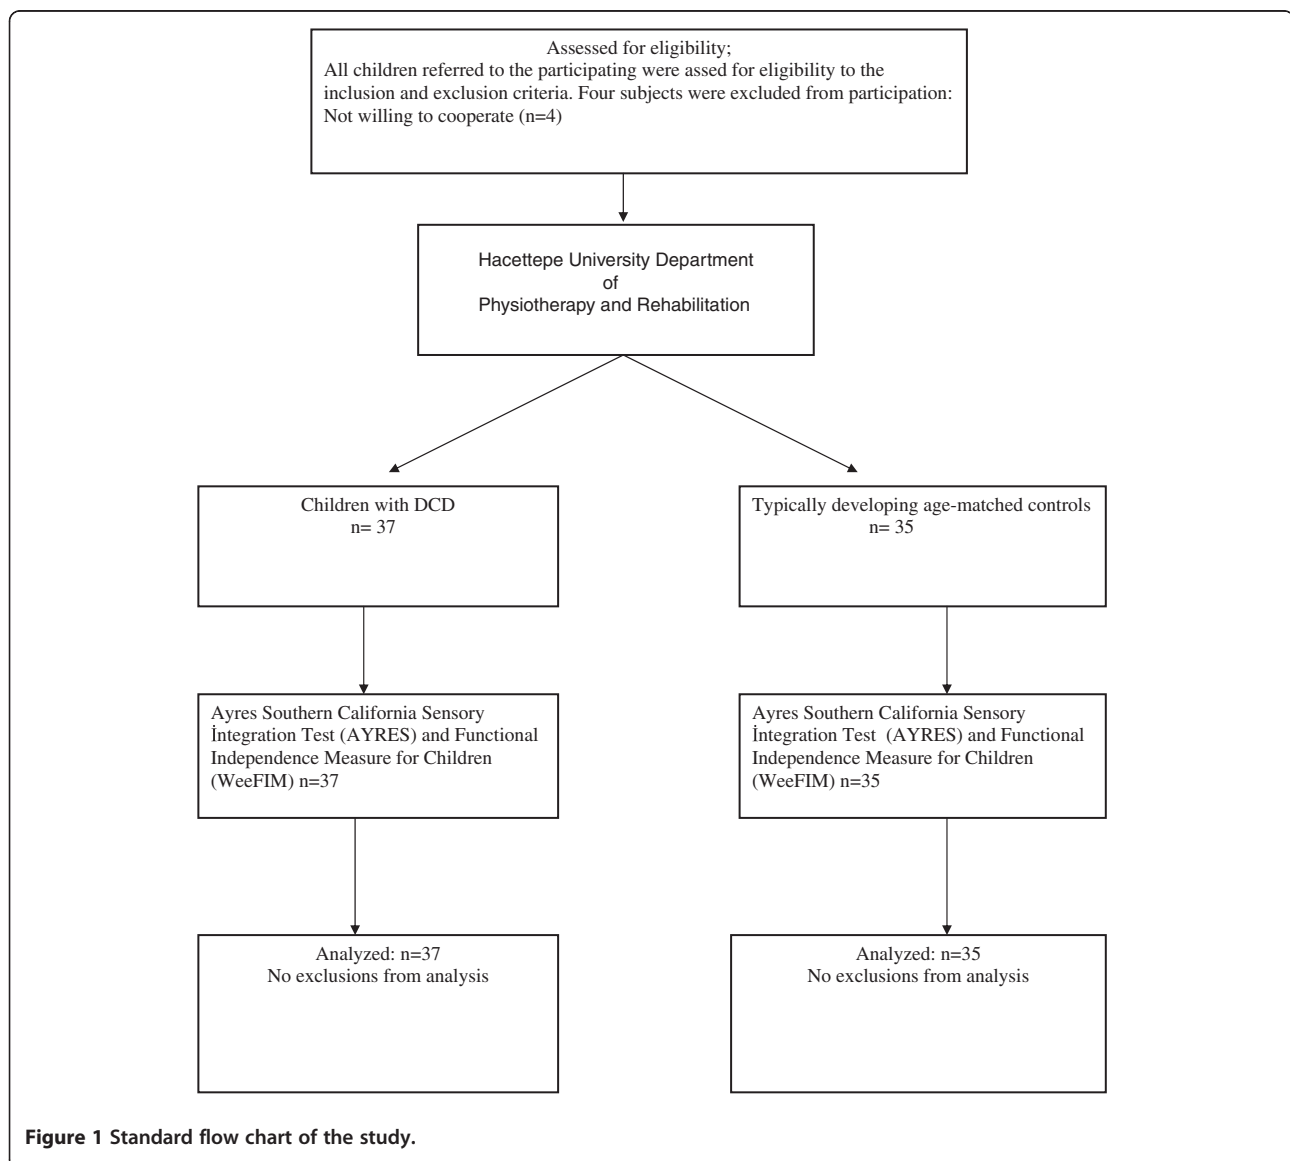 Assessed for eligibility;
All children referred to the participating were assed for eligibility to the
inclusion and exclusion criteria. Four subjects were excluded from participation:
Not willing to cooperate (n=4)
Hacettepe University Department
of
Physiotherapy and Rehabilitation
Children with DCD
n= 37
Typically developing age-matched controls
n= 35
Ayres Southern California Sensory
İntegration Test (AYRES) and Functional
Independence Measure for Children
(WeeFIM) n=37
Ayres Southern California Sensory
İntegration Test  (AYRES) and Functional
Independence Measure for Children
(WeeFIM) n=35
Analyzed: n=37
No exclusions from analysis
Analyzed: n=35
No exclusions from analysis
Figure 1 Standard flow chart of the study.